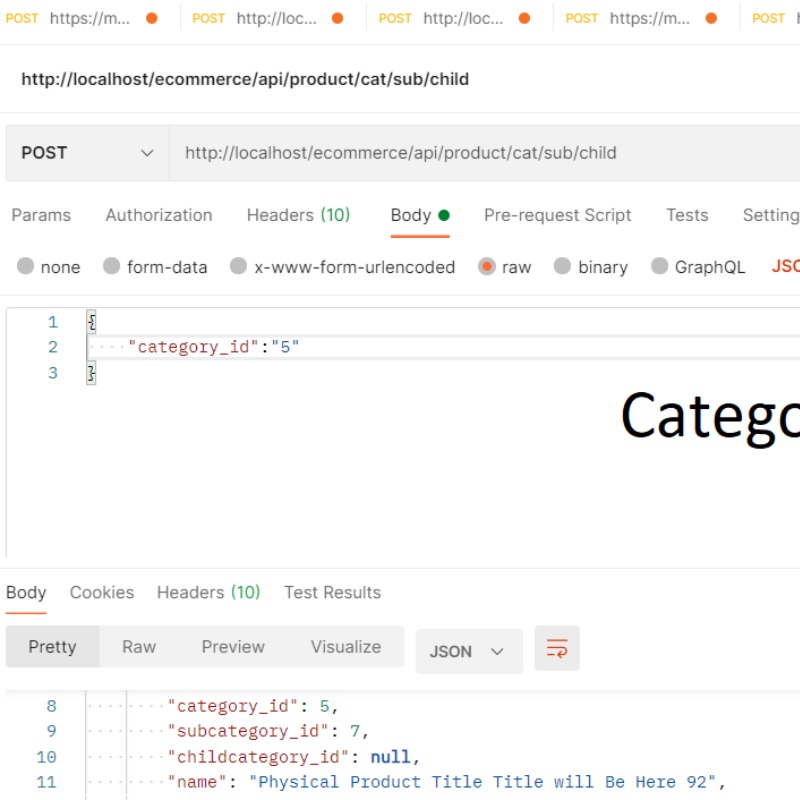 POST https://m... POST http://loc... POST http://loc... POST https://m... POST
http://localhost/ecommerce/api/product/cat/sub/child
POST http://localhost/ecommerce/api/product/cat/sub/child
Params Authorization Headers (10) Body Pre-request Script Tests Setting
none form-data x-www-form-urlencoded raw binary GraphQL JSO
1 {
2 "category_id":"5"
3 }
Catego
Body Cookies Headers (10) Test Results
Pretty Raw Preview Visualize JSON
8 "category_id": 5,
9 "subcategory_id": 7,
10 "childcategory_id": null,
11 "name": "Physical Product Title Title will Be Here 92",